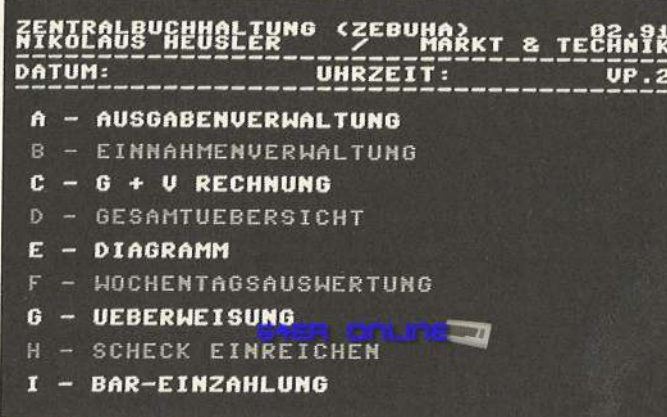 ZENTRALBUCHHALTUNG (ZEBUHA) 02.91
NIKOLAUS HEUSLER / MARKT & TECHNIK
DATUM: UHRZEIT: VP.2
A - AUSGABENVERWALTUNG
B - EINNAHMENVERWALTUNG
C - G + V RECHNUNG
D - GESAMTUEBERSICHT
E - DIAGRAMM
F - WOCHENTAGSAUSWERTUNG
G - UEBERWEISUNG
64ER ONLINE
H - SCHECK EINREICHEN
I - BAR-EINZAHLUNG